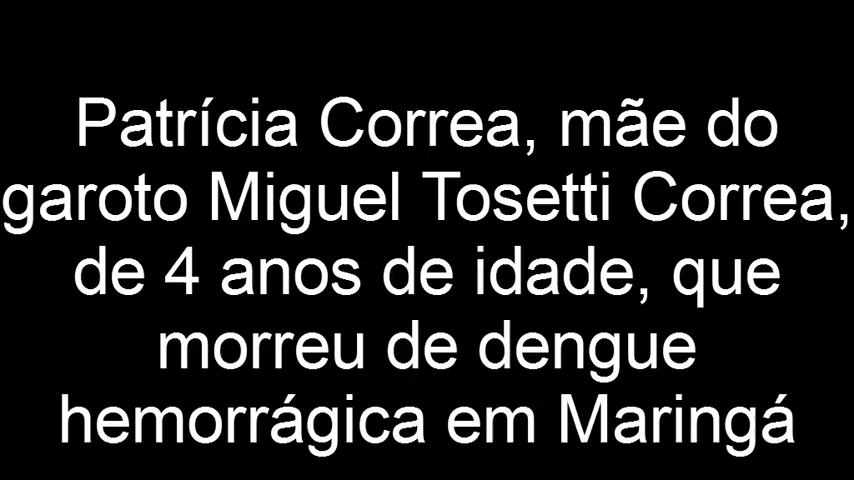 Patrícia Correa, mãe do
garoto Miguel Tosetti Correa,
de 4 anos de idade, que
morreu de dengue
hemorrágica em Maringá